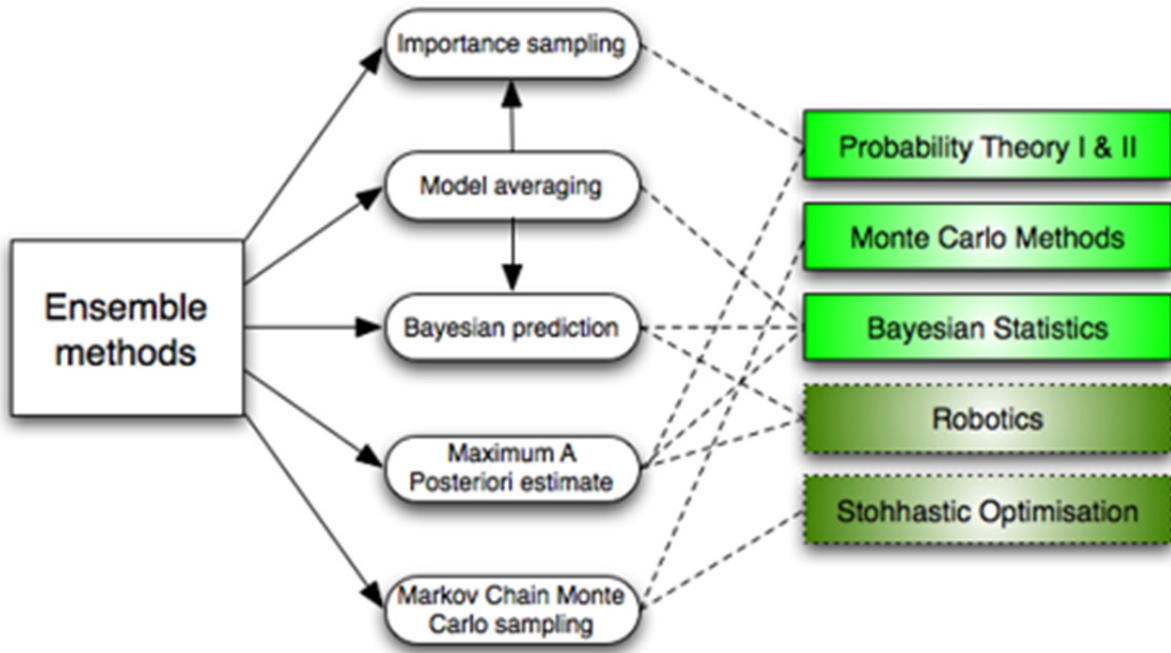 Ensemble
methods
Importance sampling
Model averaging
Bayesian prediction
Maximum A
Posteriori estimate
Markov Chain Monte
Carlo sampling
Probability Theory I & II
Monte Carlo Methods
Bayesian Statistics
Robotics
Stohhastic Optimisation